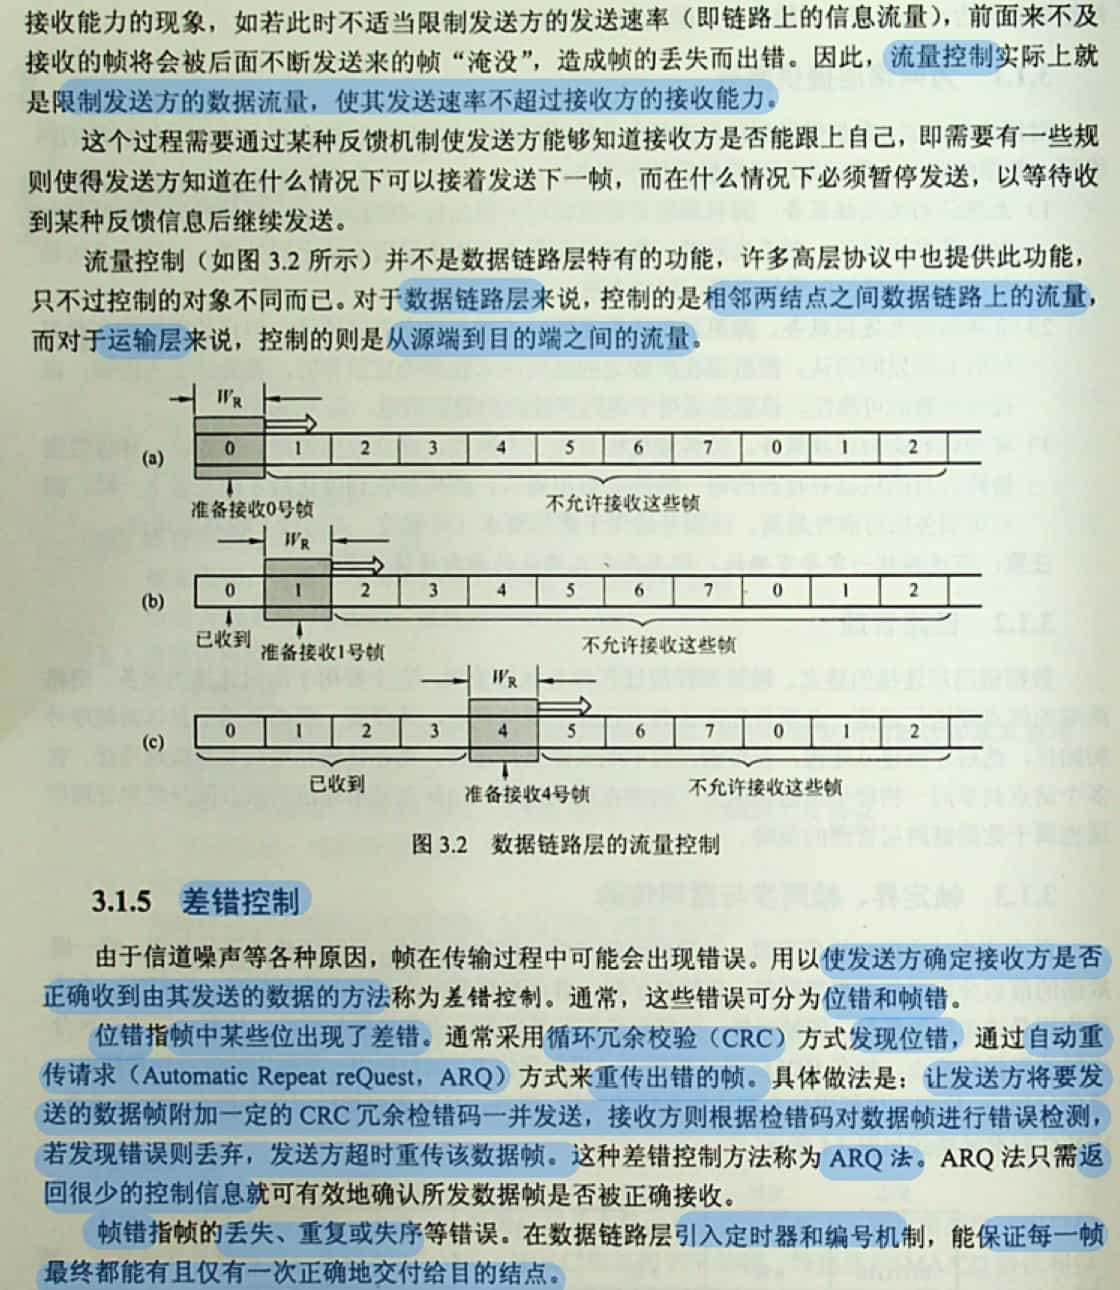 接收能力的现象，如若此时不适当限制发送方的发送速率（即链路上的信息流量），前面来不及
接收的帧将会被后面不断发送来的帧“淹没”，造成帧的丢失而出错。因此，流量控制实际上就
是限制发送方的数据流量，使其发送速率不超过接收方的接收能力。
这个过程需要通过某种反馈机制使发送方能够知道接收方是否能跟上自己，即需要有一些规
则使得发送方知道在什么情况下可以接着发送下一帧，而在什么情况下必须暂停发送，以等待收
到某种反馈信息后继续发送。
流量控制（如图 3.2 所示）并不是数据链路层特有的功能，许多高层协议中也提供此功能，
只不过控制的对象不同而已。对于数据链路层来说，控制的是相邻两结点之间数据链路上的流量，
而对于运输层来说，控制的则是从源端到目的端之间的流量。
WR
(a) 0 1 2 3 4 5 6 7 0 1 2
准备接收0号帧 不允许接收这些帧
WR
(b) 0 1 2 3 4 5 6 7 0 1 2
已收到 准备接收1号帧 不允许接收这些帧
WR
(c) 0 1 2 3 4 5 6 7 0 1 2
已收到 准备接收4号帧 不允许接收这些帧
图 3.2 数据链路层的流量控制
3.1.5 差错控制
由于信道噪声等各种原因，帧在传输过程中可能会出现错误。用以使发送方确定接收方是否
正确收到由其发送的数据的方法称为差错控制。通常，这些错误可分为位错和帧错。
位错指帧中某些位出现了差错。通常采用循环冗余校验（CRC）方式发现位错，通过自动重
传请求（Automatic Repeat reQuest，ARQ）方式来重传出错的帧。具体做法是：让发送方将要发
送的数据帧附加一定的 CRC 冗余检错码一并发送，接收方则根据检错码对数据帧进行错误检测，
若发现错误则丢弃，发送方超时重传该数据帧。这种差错控制方法称为 ARQ 法。ARQ 法只需返
回很少的控制信息就可有效地确认所发数据帧是否被正确接收。
帧错指帧的丢失、重复或失序等错误。在数据链路层引入定时器和编号机制，能保证每一帧
最终都能有且仅有一次正确地交付给目的结点。